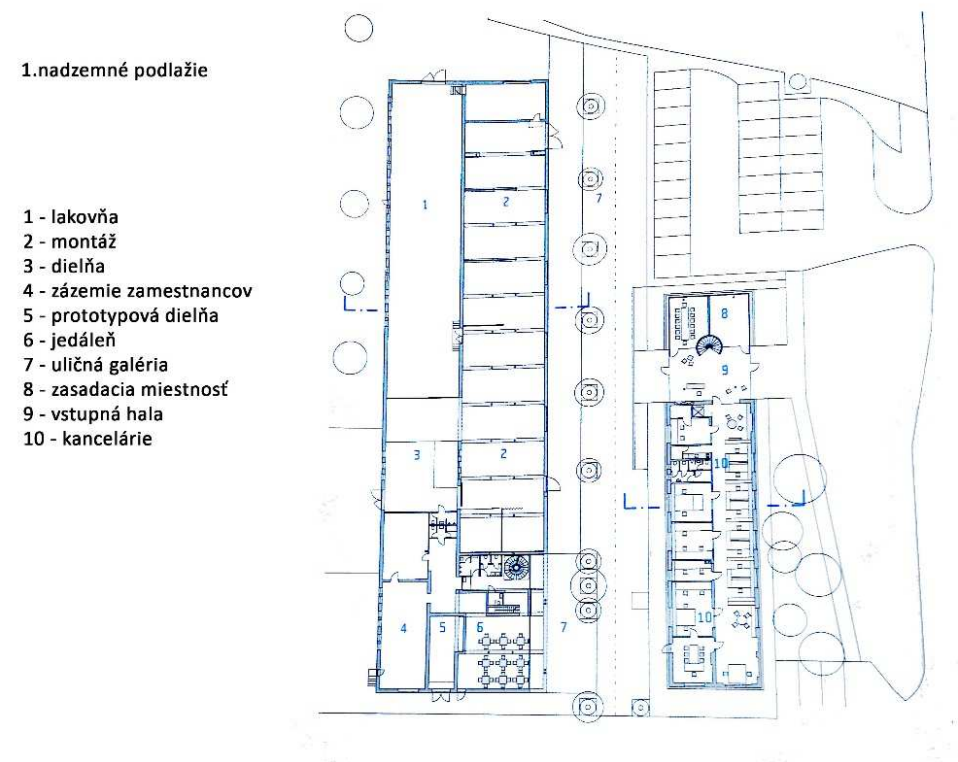 1.nadzemné podlažie
1 - lakovňa
2 - montáž
3 - dielňa
4 - zázemie zamestnancov
5 - prototypová dielňa
6 - jedáleň
7 - uličná galéria
8 - zasadacia miestnosť
9 - vstupná hala
10 - kancelárie
1
2
7
8
9
3
2
10
4
5
6
7
10